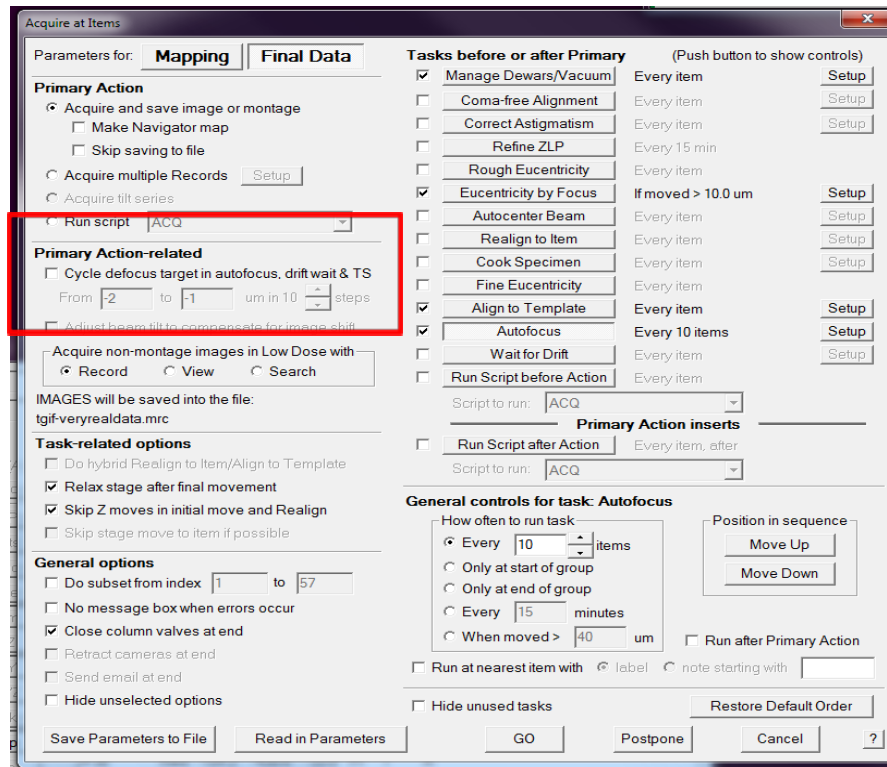 Acquire at Items
Parameters for: Mapping Final Data
Primary Action
Acquire and save image or montage
Make Navigator map
Skip saving to file
Acquire multiple Records Setup
Acquire tilt series
Run script ACQ
Primary Action-related
Cycle defocus target in autofocus, drift wait & TS
From -2 to -1 um in 10 steps
Adjust beam tilt to compensate for image shift
Acquire non-montage images in Low Dose with
Record View Search
IMAGES will be saved into the file:
tgif-veryrealdata.mrc
Task-related options
Do hybrid Realign to Item/Align to Template
Relax stage after final movement
Skip Z moves in initial move and Realign
Skip stage move to item if possible
General options
Do subset from index 1 to 57
No message box when errors occur
Close column valves at end
Retract cameras at end
Send email at end
Hide unselected options
Save Parameters to File Read in Parameters
Tasks before or after Primary (Push button to show controls)
Manage Dewars/Vacuum Every item Setup
Coma-free Alignment Every item Setup
Correct Astigmatism Every item Setup
Refine ZLP Every 15 min
Rough Eucentricity Every item
Eucentricity by Focus If moved > 10.0 um Setup
Autocenter Beam Every item Setup
Realign to Item Every item Setup
Cook Specimen Every item Setup
Fine Eucentricity Every item
Align to Template Every item Setup
Autofocus Every 10 items Setup
Wait for Drift Every item Setup
Run Script before Action Every item
Script to run: ACQ
Primary Action inserts
Run Script after Action Every item, after
Script to run: ACQ
General controls for task: Autofocus
How often to run task
Every 10 items
Only at start of group
Only at end of group
Every 15 minutes
When moved > 40 um
Position in sequence
Move Up
Move Down
Run after Primary Action
Run at nearest item with label note starting with
Hide unused tasks Restore Default Order
GO Postpone Cancel ?